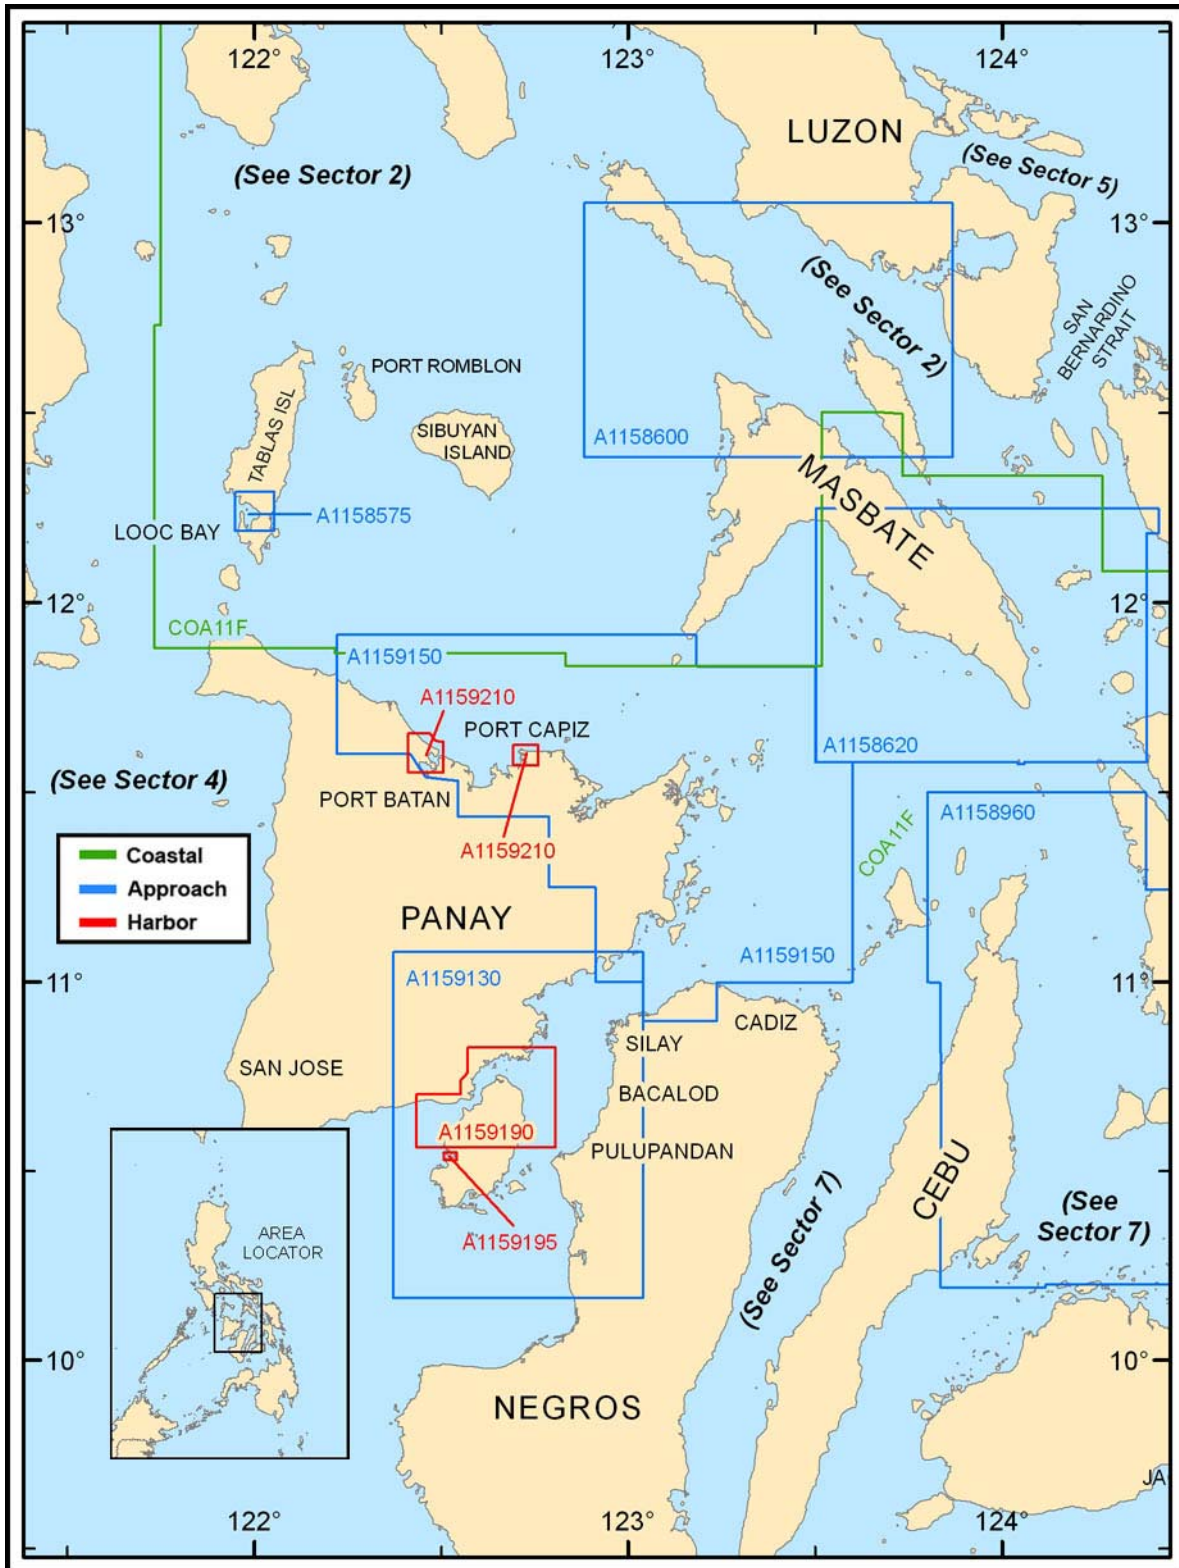 122°
123°
124°
LUZON
(See Sector 2)
(See Sector 5)
13°
13°
(See Sector 2)
SAN
BERNARDINO
STRAIT
PORT ROMBLON
TABLAS ISL
SIBUYAN
ISLAND
A1158600
MASBATE
A1158575
LOOC BAY
12°
12°
COA11F
A1159150
A1159210
PORT CAPIZ
A1158620
(See Sector 4)
PORT BATAN
A1158960
COA11F
A1159210
Coastal
Approach
Harbor
PANAY
A1159150
A1159130
11°
11°
CADIZ
SILAY
SAN JOSE
BACALOD
A1159190
PULUPANDAN
CEBU
(See Sector 7)
(See
Sector 7)
A1159195
AREA
LOCATOR
10°
10°
NEGROS
JA
122°
123°
124°